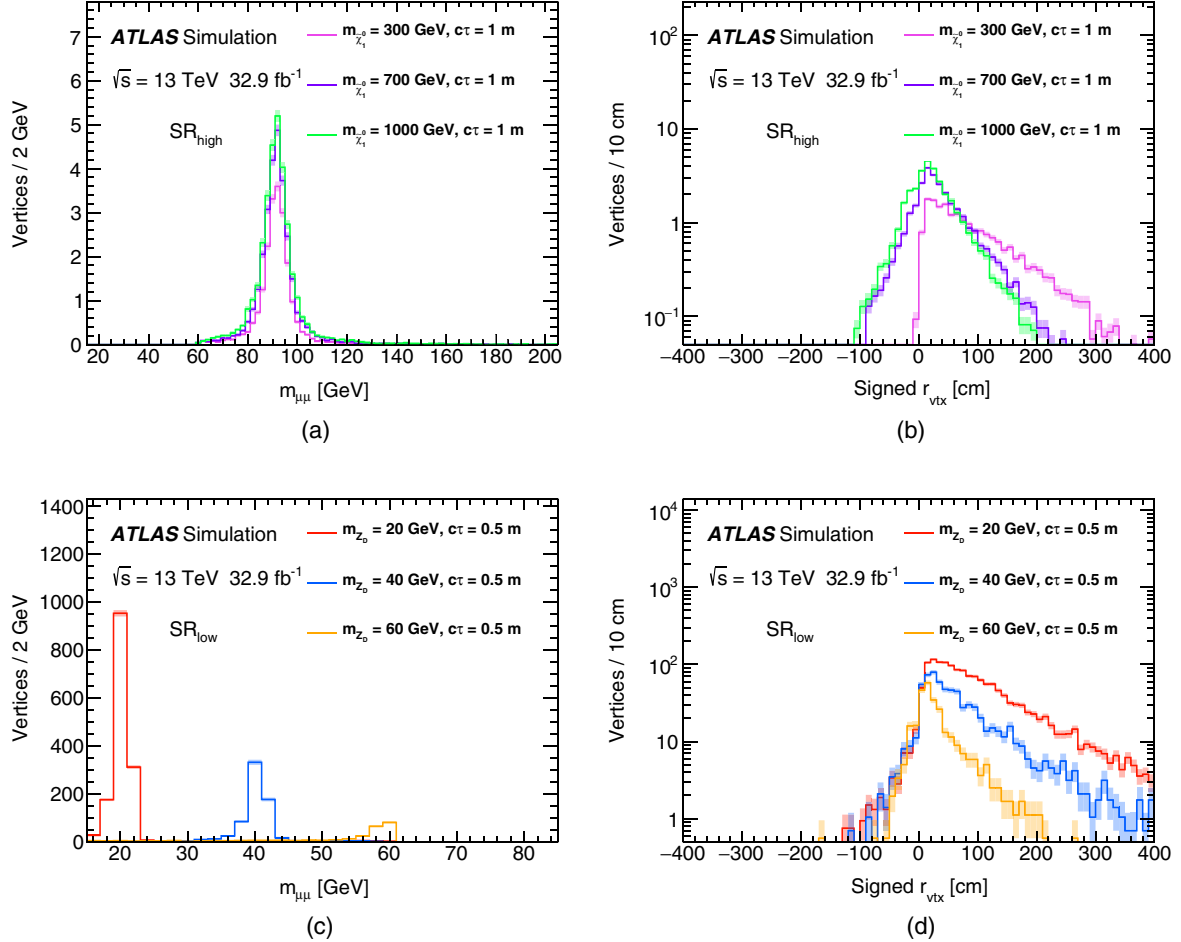 ATLAS Simulation
√s = 13 TeV 32.9 fb⁻¹
SR_high
m_χ̃₁⁰ = 300 GeV, cτ = 1 m
m_χ̃₁⁰ = 700 GeV, cτ = 1 m
m_χ̃₁⁰ = 1000 GeV, cτ = 1 m
Vertices / 2 GeV
7
6
5
4
3
2
1
0
20 40 60 80 100 120 140 160 180 200
m_μμ [GeV]
(a)
ATLAS Simulation
√s = 13 TeV 32.9 fb⁻¹
SR_high
m_χ̃₁⁰ = 300 GeV, cτ = 1 m
m_χ̃₁⁰ = 700 GeV, cτ = 1 m
m_χ̃₁⁰ = 1000 GeV, cτ = 1 m
Vertices / 10 cm
10²
10
1
10⁻¹
−400 −300 −200 −100 0 100 200 300 400
Signed r_vtx [cm]
(b)
ATLAS Simulation
√s = 13 TeV 32.9 fb⁻¹
SR_low
m_Z_D = 20 GeV, cτ = 0.5 m
m_Z_D = 40 GeV, cτ = 0.5 m
m_Z_D = 60 GeV, cτ = 0.5 m
Vertices / 2 GeV
1400
1200
1000
800
600
400
200
0
20 30 40 50 60 70 80
m_μμ [GeV]
(c)
ATLAS Simulation
√s = 13 TeV 32.9 fb⁻¹
SR_low
m_Z_D = 20 GeV, cτ = 0.5 m
m_Z_D = 40 GeV, cτ = 0.5 m
m_Z_D = 60 GeV, cτ = 0.5 m
Vertices / 10 cm
10⁴
10³
10²
10
1
−400 −300 −200 −100 0 100 200 300 400
Signed r_vtx [cm]
(d)